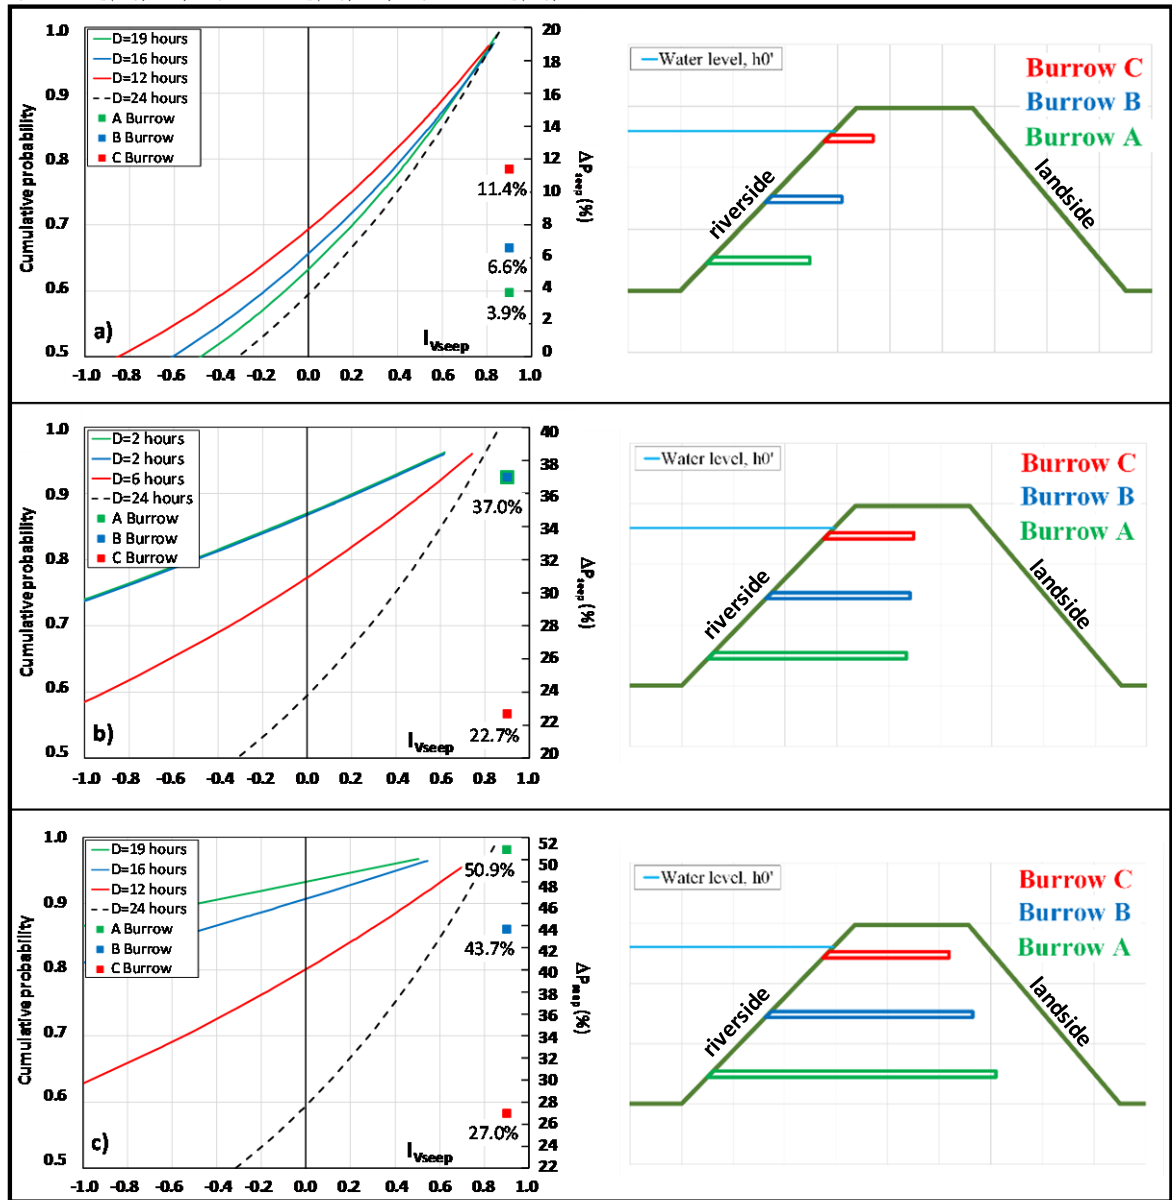 1.0
0.9
0.8
0.7
0.6
0.5
Cumulative probability
D=19 hours
D=16 hours
D=12 hours
D=24 hours
A Burrow
B Burrow
C Burrow
a)
11.4%
6.6%
3.9%
I Vseep
-1.0 -0.8 -0.6 -0.4 -0.2 0.0 0.2 0.4 0.6 0.8 1.0
20
18
16
14
12
10
8
6
4
2
0
ΔPseep (%)
Water level, h0'
Burrow C
Burrow B
Burrow A
riverside
landside
1.0
0.9
0.8
0.7
0.6
0.5
Cumulative probability
D=2 hours
D=2 hours
D=6 hours
D=24 hours
A Burrow
B Burrow
C Burrow
b)
37.0%
22.7%
I Vseep
-1.0 -0.8 -0.6 -0.4 -0.2 0.0 0.2 0.4 0.6 0.8 1.0
40
38
36
34
32
30
28
26
24
22
20
ΔPseep (%)
Water level, h0'
Burrow C
Burrow B
Burrow A
riverside
landside
1.0
0.9
0.8
0.7
0.6
0.5
Cumulative probability
D=19 hours
D=16 hours
D=12 hours
D=24 hours
A Burrow
B Burrow
C Burrow
c)
50.9%
43.7%
27.0%
I Vseep
-1.0 -0.8 -0.6 -0.4 -0.2 0.0 0.2 0.4 0.6 0.8 1.0
52
50
48
46
44
42
40
38
36
34
32
30
28
26
24
22
ΔPseep (%)
Water level, h0'
Burrow C
Burrow B
Burrow A
riverside
landside